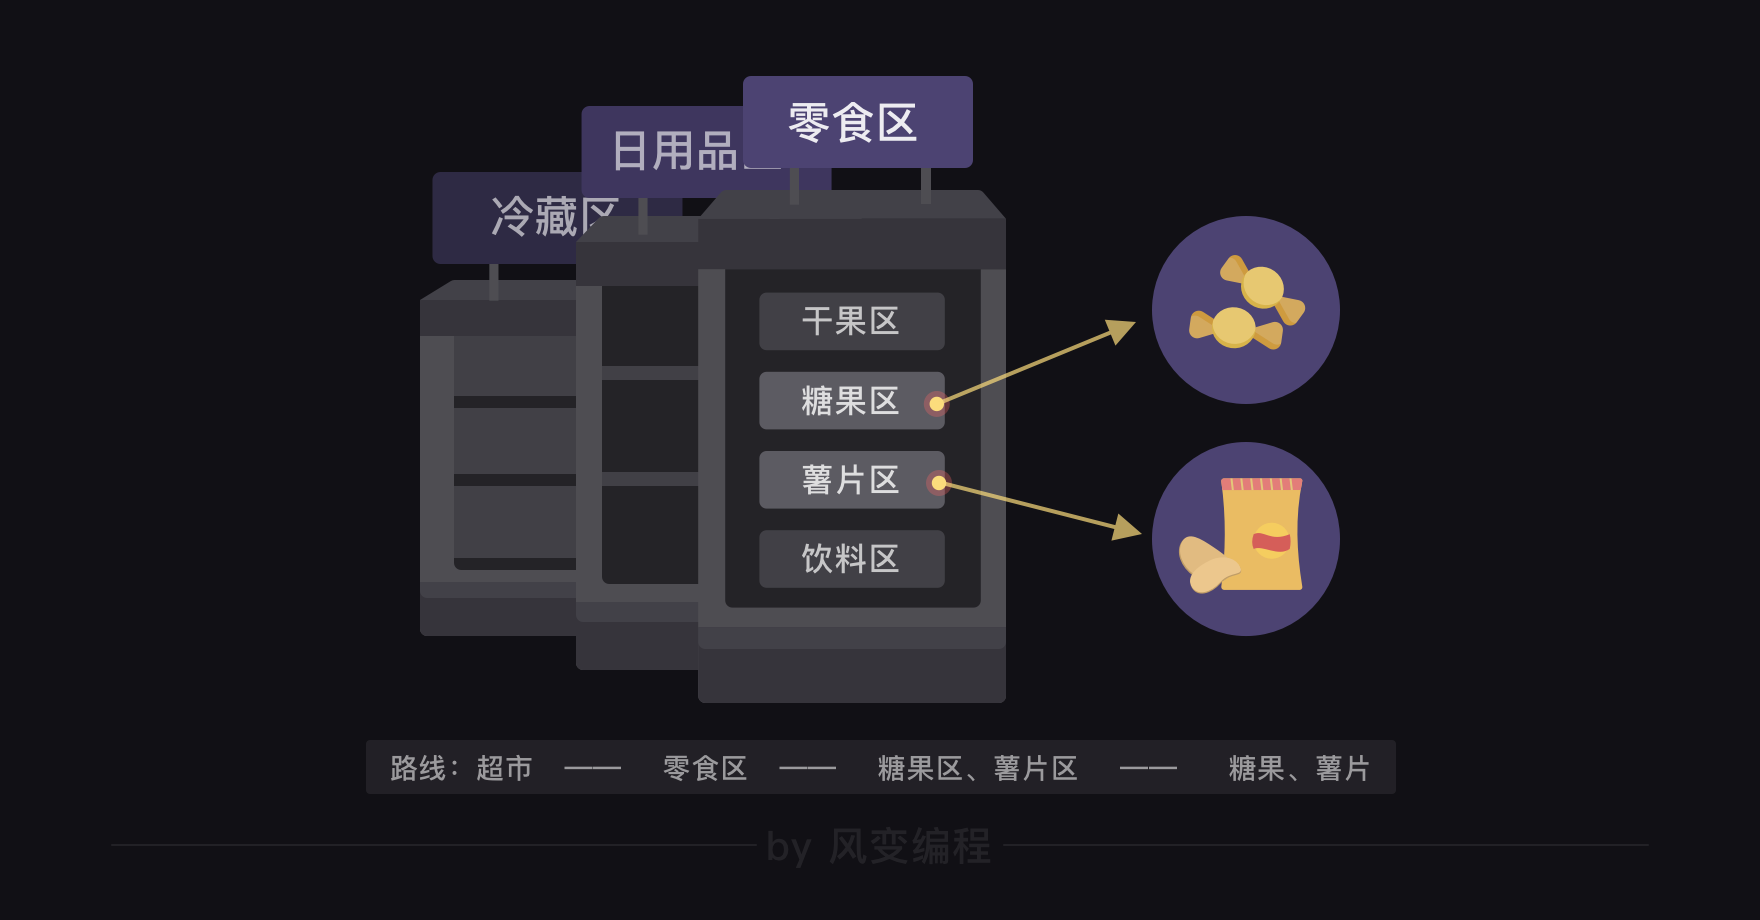 零食区
日用品
冷藏区
干果区
糖果区
薯片区
饮料区
路线：超市 —— 零食区 —— 糖果区、薯片区 —— 糖果、薯片
by 风变编程